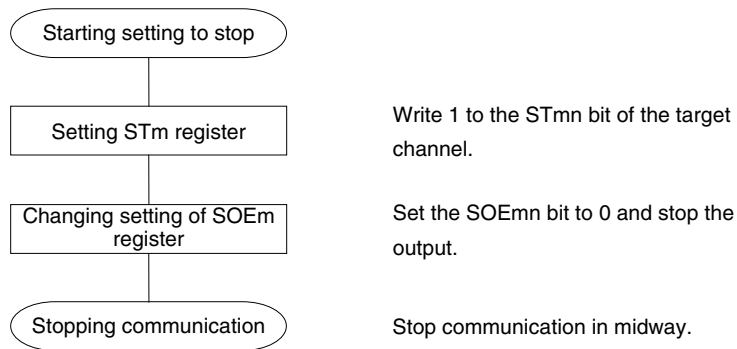 Starting setting to stop
Setting STm register
Write 1 to the STmn bit of the target
channel.
Changing setting of SOEm
register
Set the SOEmn bit to 0 and stop the
output.
Stopping communication
Stop communication in midway.